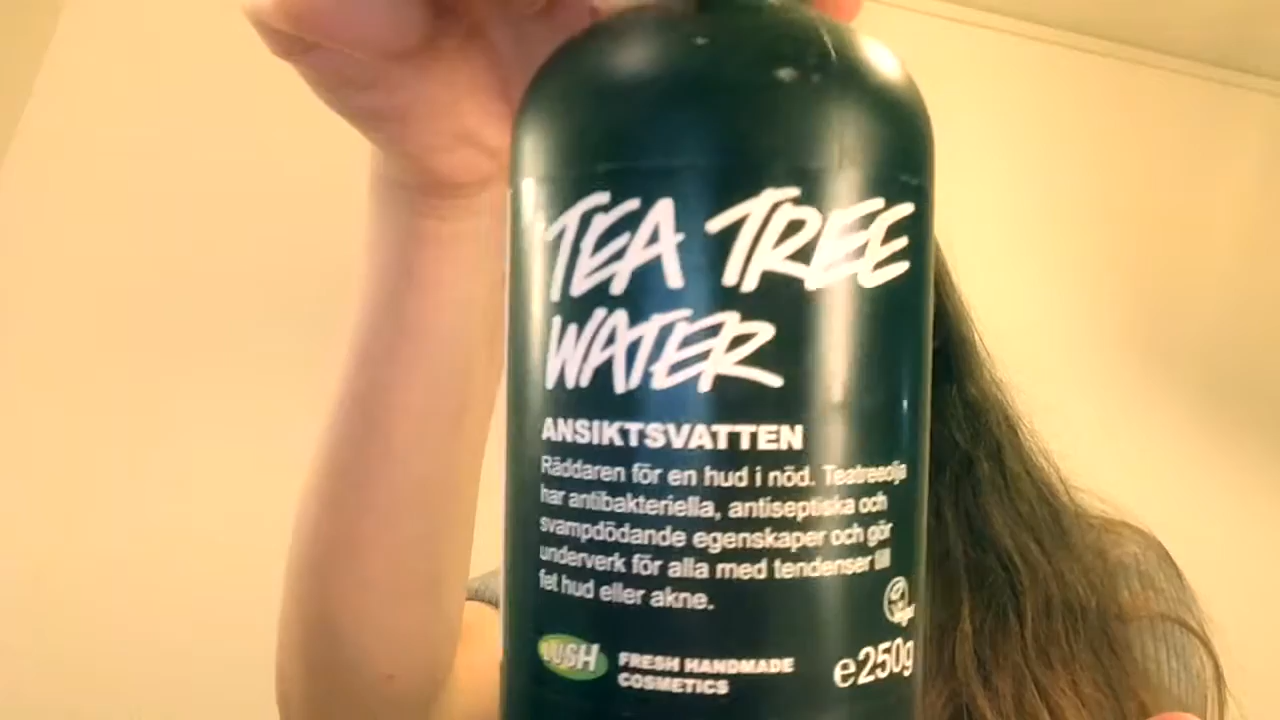 TEA TREE
WATER
ANSIKTSVATTEN
Räddaren för en hud i nöd. Teatreeolja
har antibakteriella, antiseptiska och
svampdödande egenskaper och gör
underverk för alla med tendenser till
fet hud eller akne.
LUSH
FRESH HANDMADE
COSMETICS
e250g